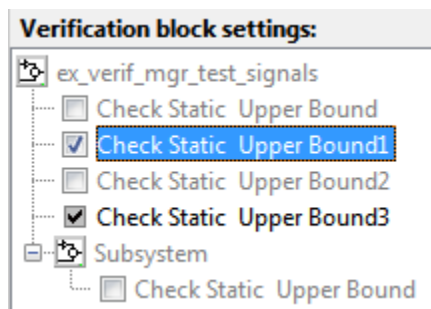 Verification block settings:
ex_verif_mgr_test_signals
Check Static Upper Bound
Check Static Upper Bound1
Check Static Upper Bound2
Check Static Upper Bound3
Subsystem
Check Static Upper Bound